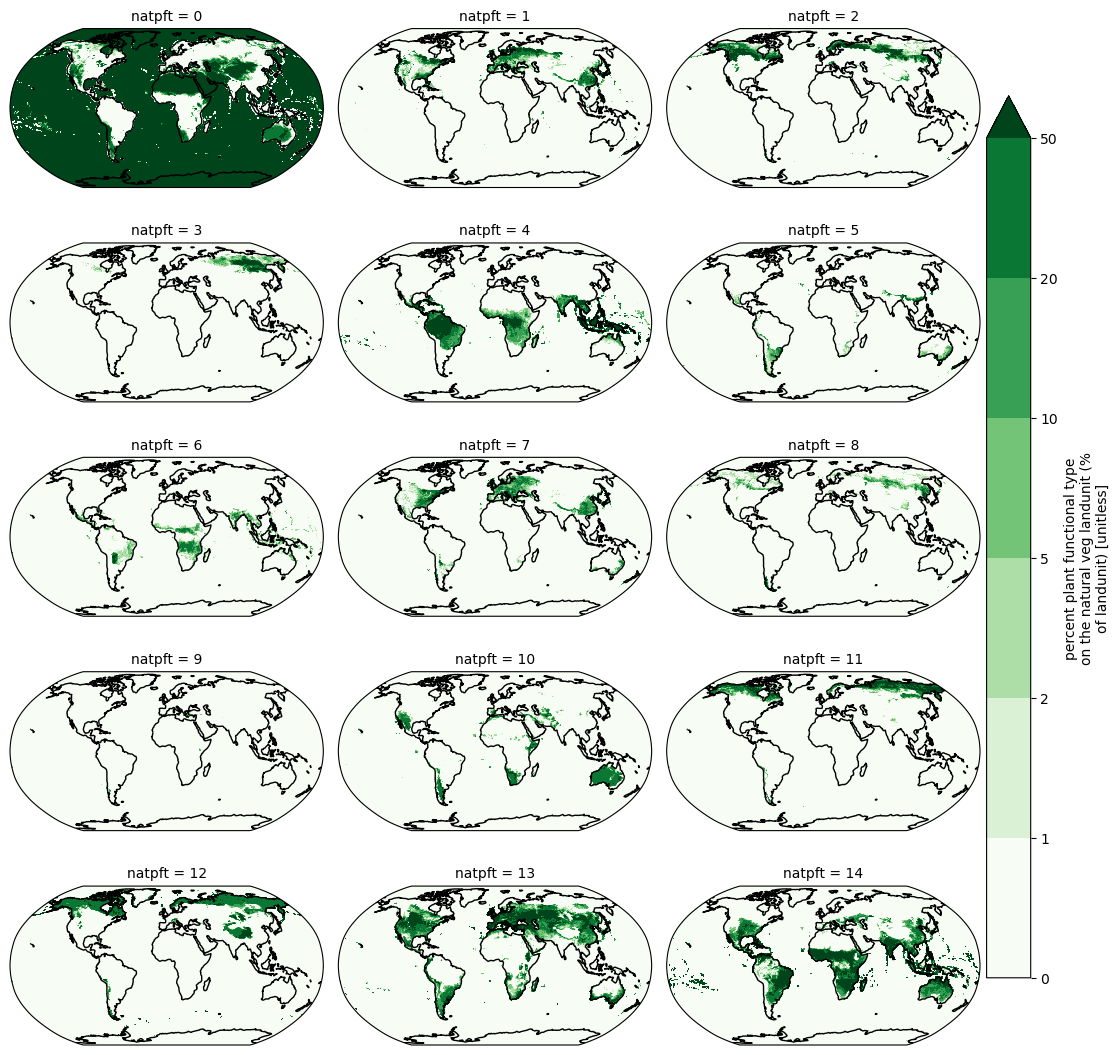 natpft = 0
natpft = 1
natpft = 2
natpft = 3
natpft = 4
natpft = 5
natpft = 6
natpft = 7
natpft = 8
natpft = 9
natpft = 10
natpft = 11
natpft = 12
natpft = 13
natpft = 14
50
20
10
5
2
1
0
percent plant functional type
on the natural veg landunit (%
of landunit) [unitless]